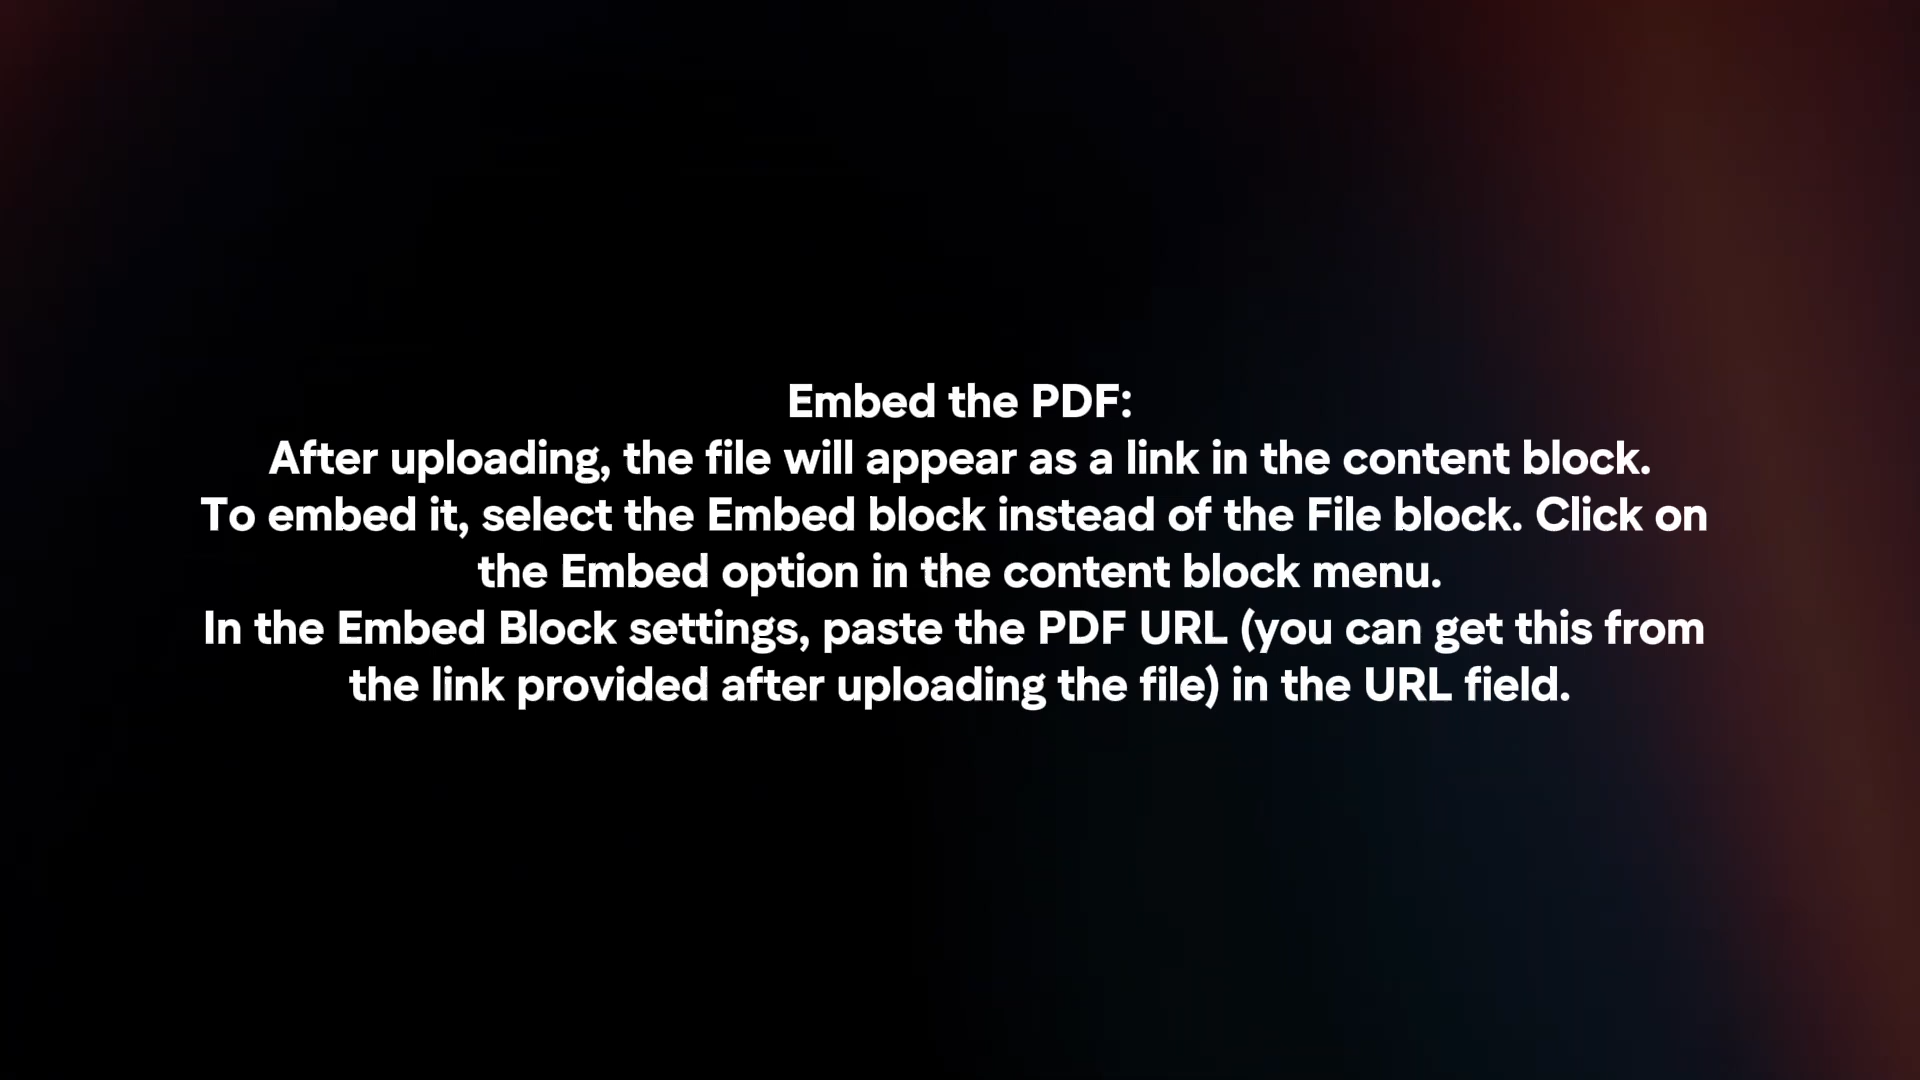 Embed the PDF:
After uploading, the file will appear as a link in the content block.
To embed it, select the Embed block instead of the File block. Click on
the Embed option in the content block menu.
In the Embed Block settings, paste the PDF URL (you can get this from
the link provided after uploading the file) in the URL field.